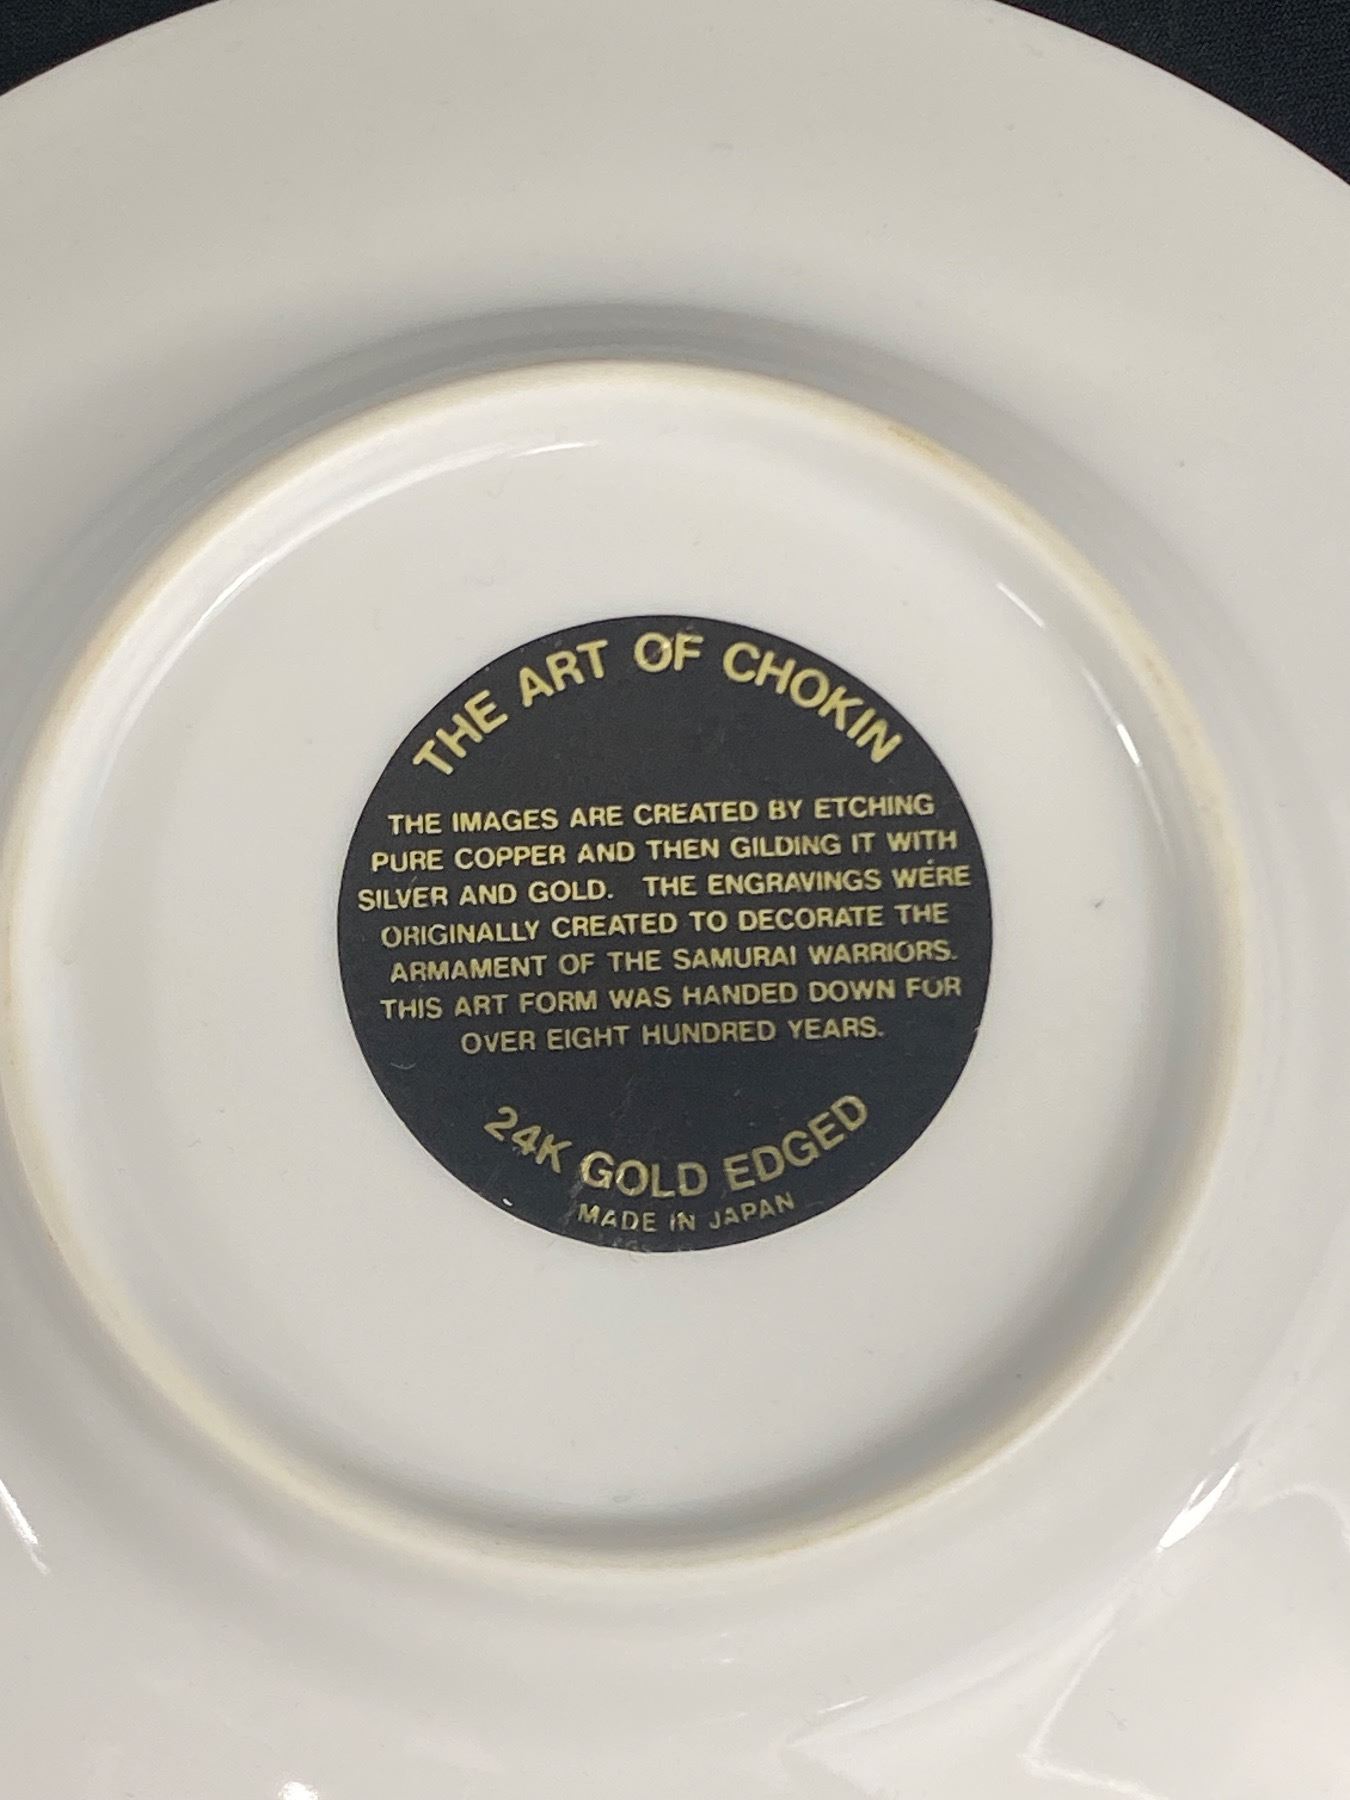 THE ART OF CHOKIN
THE IMAGES ARE CREATED BY ETCHING
PURE COPPER AND THEN GILDING IT WITH
SILVER AND GOLD. THE ENGRAVINGS WERE
ORIGINALLY CREATED TO DECORATE THE
ARMAMENT OF THE SAMURAI WARRIORS.
THIS ART FORM WAS HANDED DOWN FOR
OVER EIGHT HUNDRED YEARS.
24K GOLD EDGED
MADE IN JAPAN